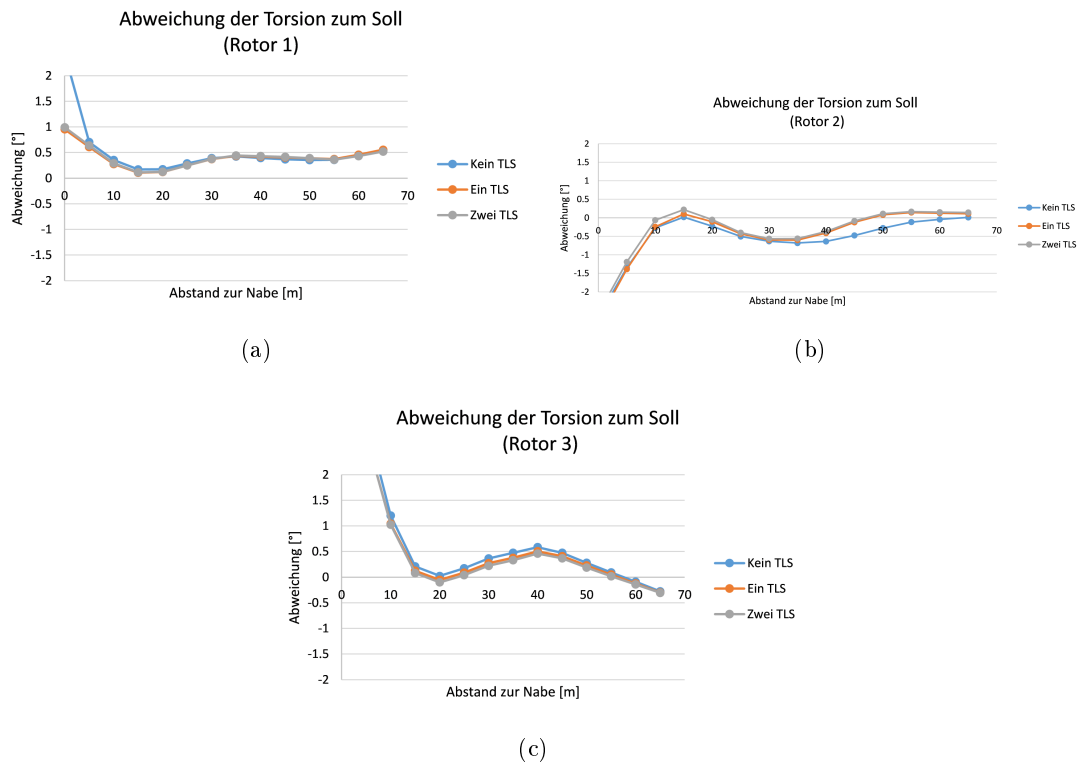 Abweichung der Torsion zum Soll
(Rotor 1)
2
1.5
1
0.5
0
-0.5
-1
-1.5
-2
0 10 20 30 40 50 60 70
Abweichung [°]
Abstand zur Nabe [m]
Kein TLS
Ein TLS
Zwei TLS
(a)
Abweichung der Torsion zum Soll
(Rotor 2)
2
1.5
1
0.5
0
-0.5
-1
-1.5
-2
0 10 20 30 40 50 60 70
Abweichung [°]
Abstand zur Nabe [m]
Kein TLS
Ein TLS
Zwei TLS
(b)
Abweichung der Torsion zum Soll
(Rotor 3)
2
1.5
1
0.5
0
-0.5
-1
-1.5
-2
0 10 20 30 40 50 60 70
Abweichung [°]
Abstand zur Nabe [m]
Kein TLS
Ein TLS
Zwei TLS
(c)